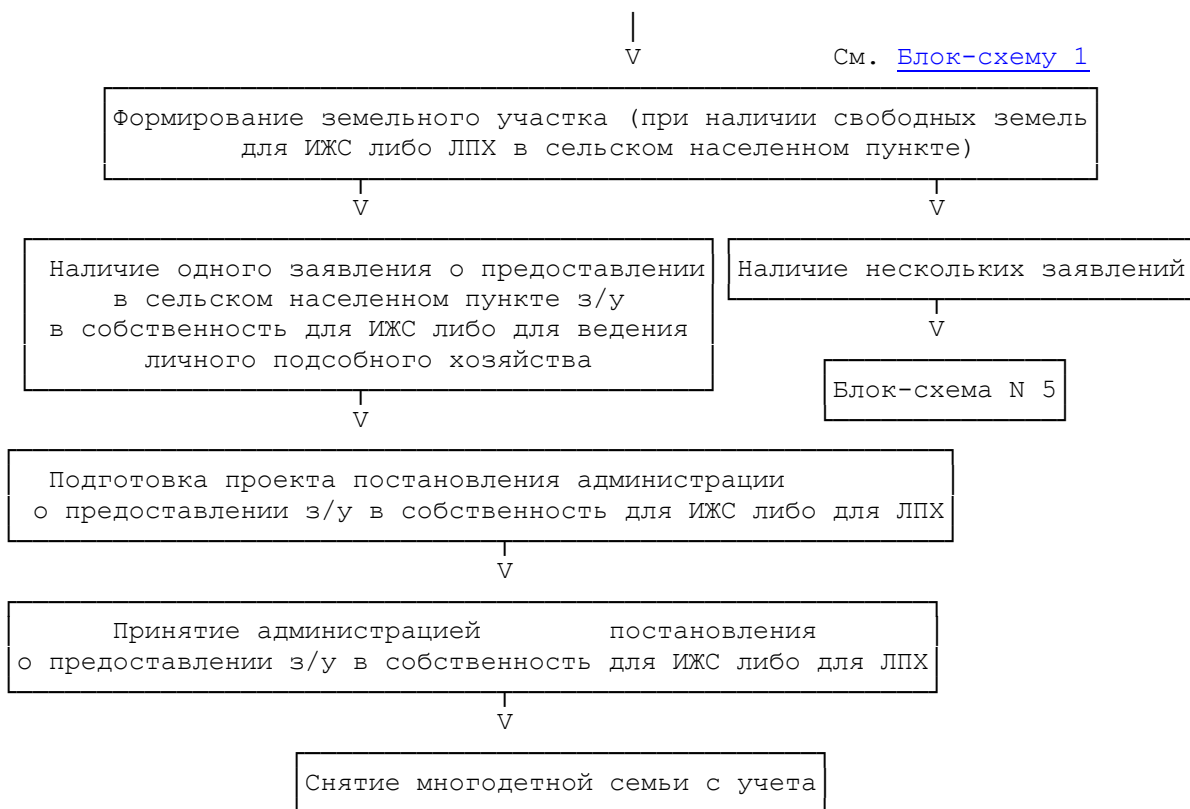 V
См. Блок-схему 1
Формирование земельного участка (при наличии свободных земель
для ИЖС либо ЛПХ в сельском населенном пункте)
V
V
Наличие одного заявления о предоставлении
в сельском населенном пункте з/у
в собственность для ИЖС либо для ведения
личного подсобного хозяйства
Наличие нескольких заявлений
V
Блок-схема N 5
V
Подготовка проекта постановления администрации
о предоставлении з/у в собственность для ИЖС либо для ЛПХ
V
Принятие администрацией постановления
о предоставлении з/у в собственность для ИЖС либо для ЛПХ
V
Снятие многодетной семьи с учета